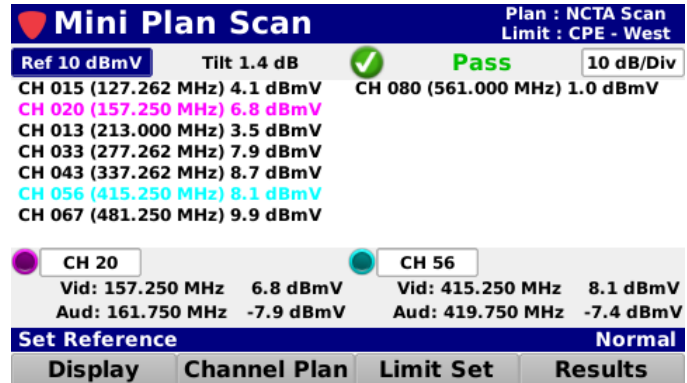 Mini Plan Scan
Plan : NCTA Scan
Limit : CPE - West
Ref 10 dBmV Tilt 1.4 dB Pass 10 dB/Div
CH 015 (127.262 MHz) 4.1 dBmV CH 080 (561.000 MHz) 1.0 dBmV
CH 020 (157.250 MHz) 6.8 dBmV
CH 013 (213.000 MHz) 3.5 dBmV
CH 033 (277.262 MHz) 7.9 dBmV
CH 043 (337.262 MHz) 8.7 dBmV
CH 056 (415.250 MHz) 8.1 dBmV
CH 067 (481.250 MHz) 9.9 dBmV
CH 20 CH 56
Vid: 157.250 MHz 6.8 dBmV Vid: 415.250 MHz 8.1 dBmV
Aud: 161.750 MHz -7.9 dBmV Aud: 419.750 MHz -7.4 dBmV
Set Reference Normal
Display Channel Plan Limit Set Results